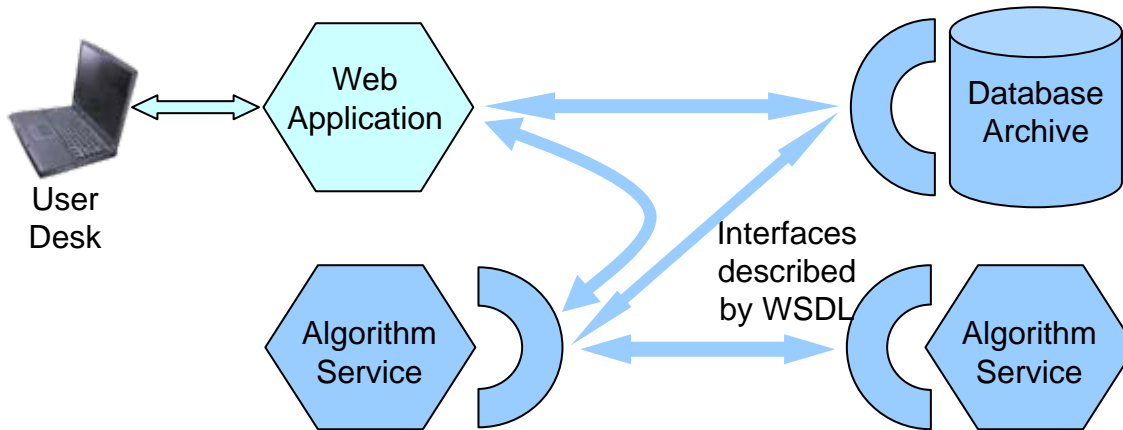 Web
Application
Database
Archive
User
Desk
Interfaces
described
by WSDL
Algorithm
Service
Algorithm
Service